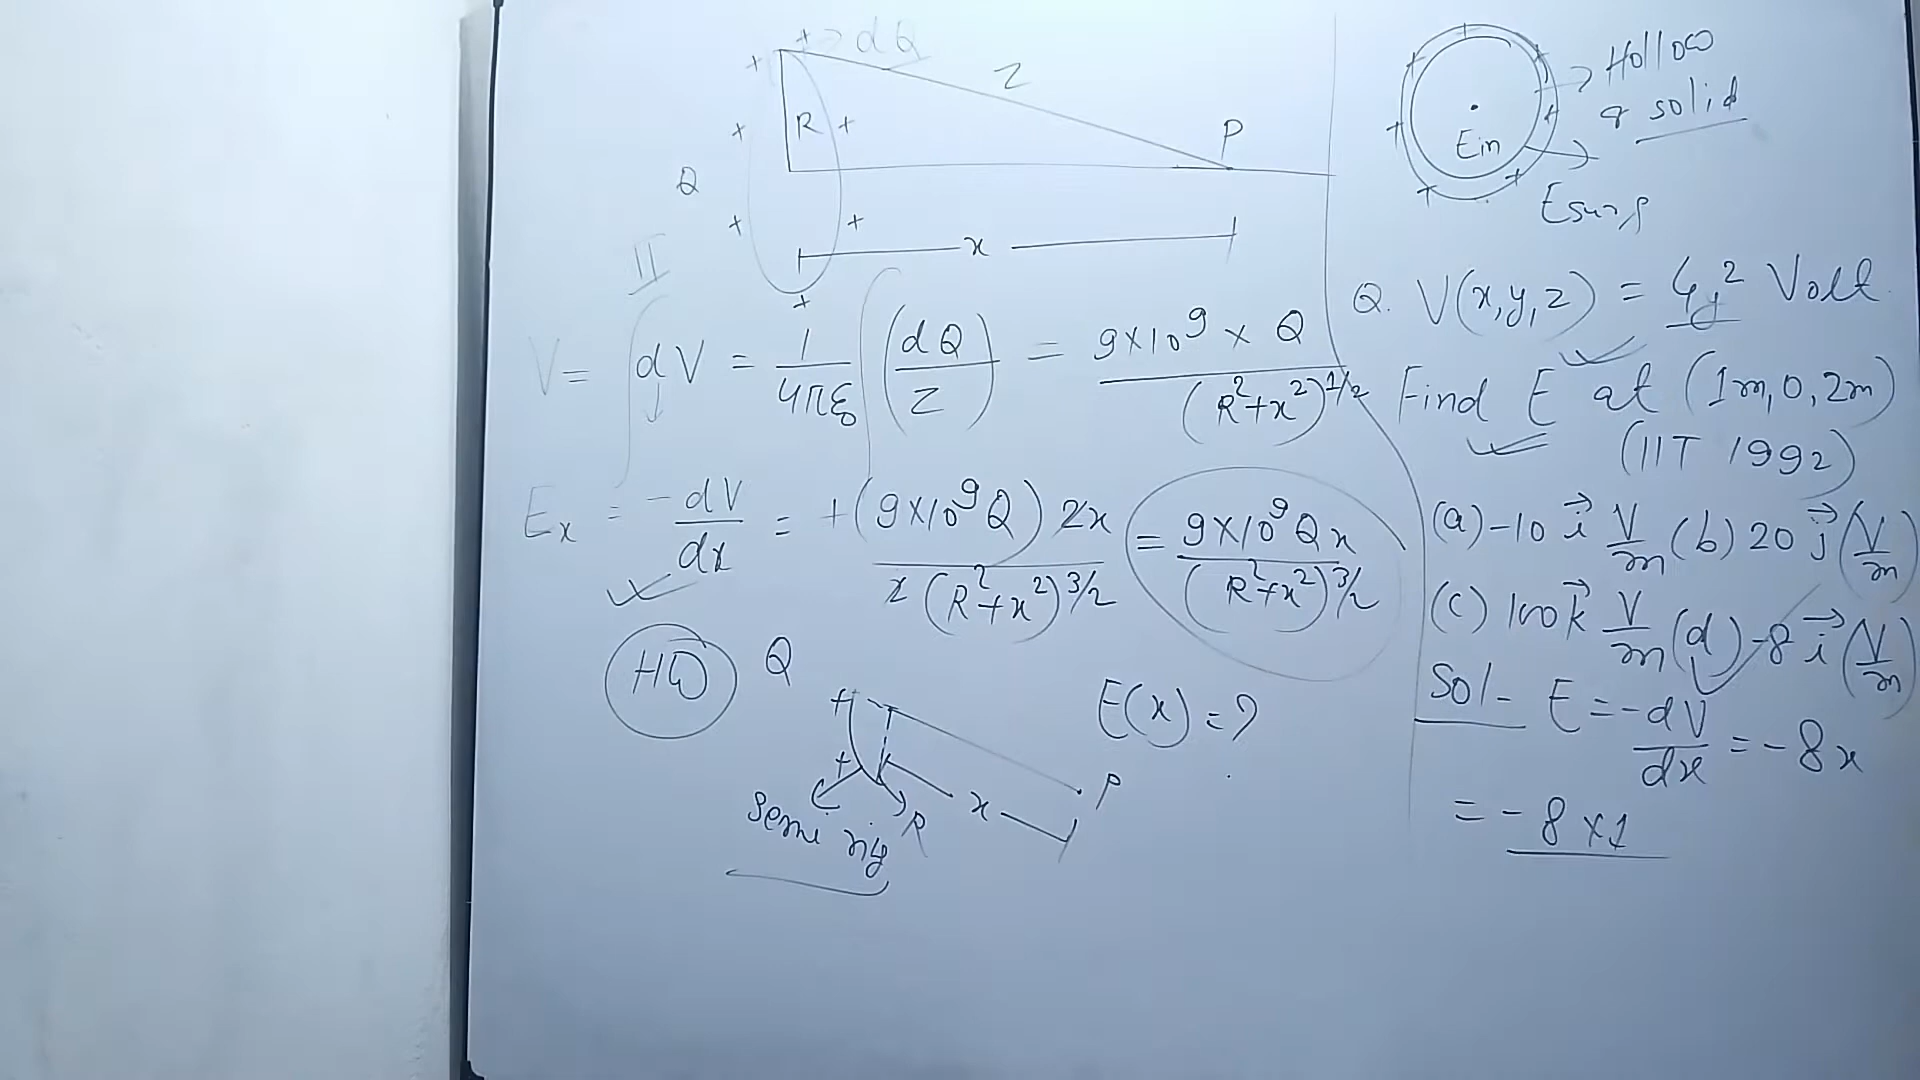 + → dQ
+
Z
R
+
+
P
Q
+
+
x
+
II
V = ∫ dV = 1/4πε₀ ∫ (dQ/Z) = 9×10⁹ × Q/(R²+x²)^1/2
Eₓ = -dV/dx = +(9×10⁹Q) 2x/2(R²+x²)^3/2 = 9×10⁹Qx/(R²+x²)^3/2
HW
Q
+
+
E(x) = ?
P
x
R
Semi
Hollow
& solid
Ein
Esurf
Q. V(x,y,z) = 4y² Volt.
Find E at (1m,0,2m)
(IIT 1992)
(a) -10 i⃗ V/m (b) 20 j⃗ (V/m)
(c) 100 k⃗ V/m (d) -8 i⃗ (V/m)
Sol- E = -dV/dx = -8x
= -8×1